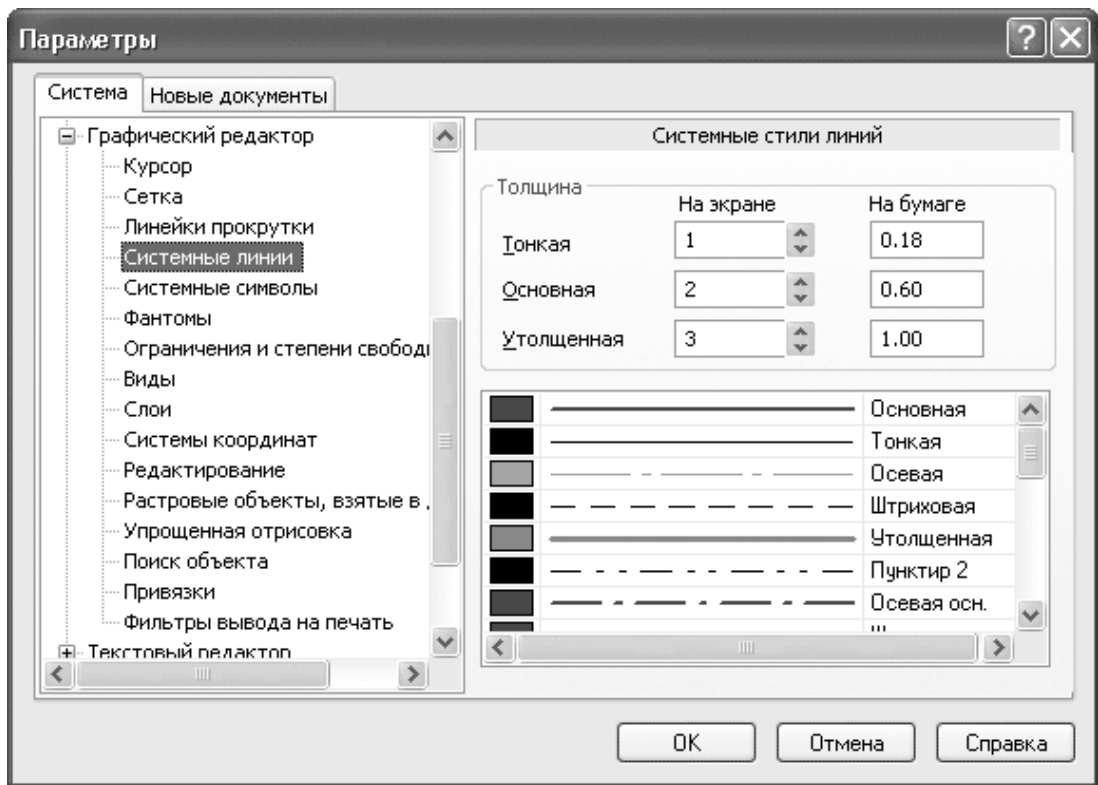 Параметры
Система
Новые документы
Графический редактор
Курсор
Сетка
Линейки прокрутки
Системные линии
Системные символы
Фантомы
Ограничения и степени свободы
Виды
Слои
Системы координат
Редактирование
Растровые объекты, взятые в
Упрощенная отрисовка
Поиск объекта
Привязки
Фильтры вывода на печать
Текстовый редактор
Системные стили линий
Толщина
На экране На бумаге
Тонкая 1 0.18
Основная 2 0.60
Утолщенная 3 1.00
Основная
Тонкая
Осевая
Штриховая
Утолщенная
Пунктир 2
Осевая осн.
OK
Отмена
Справка